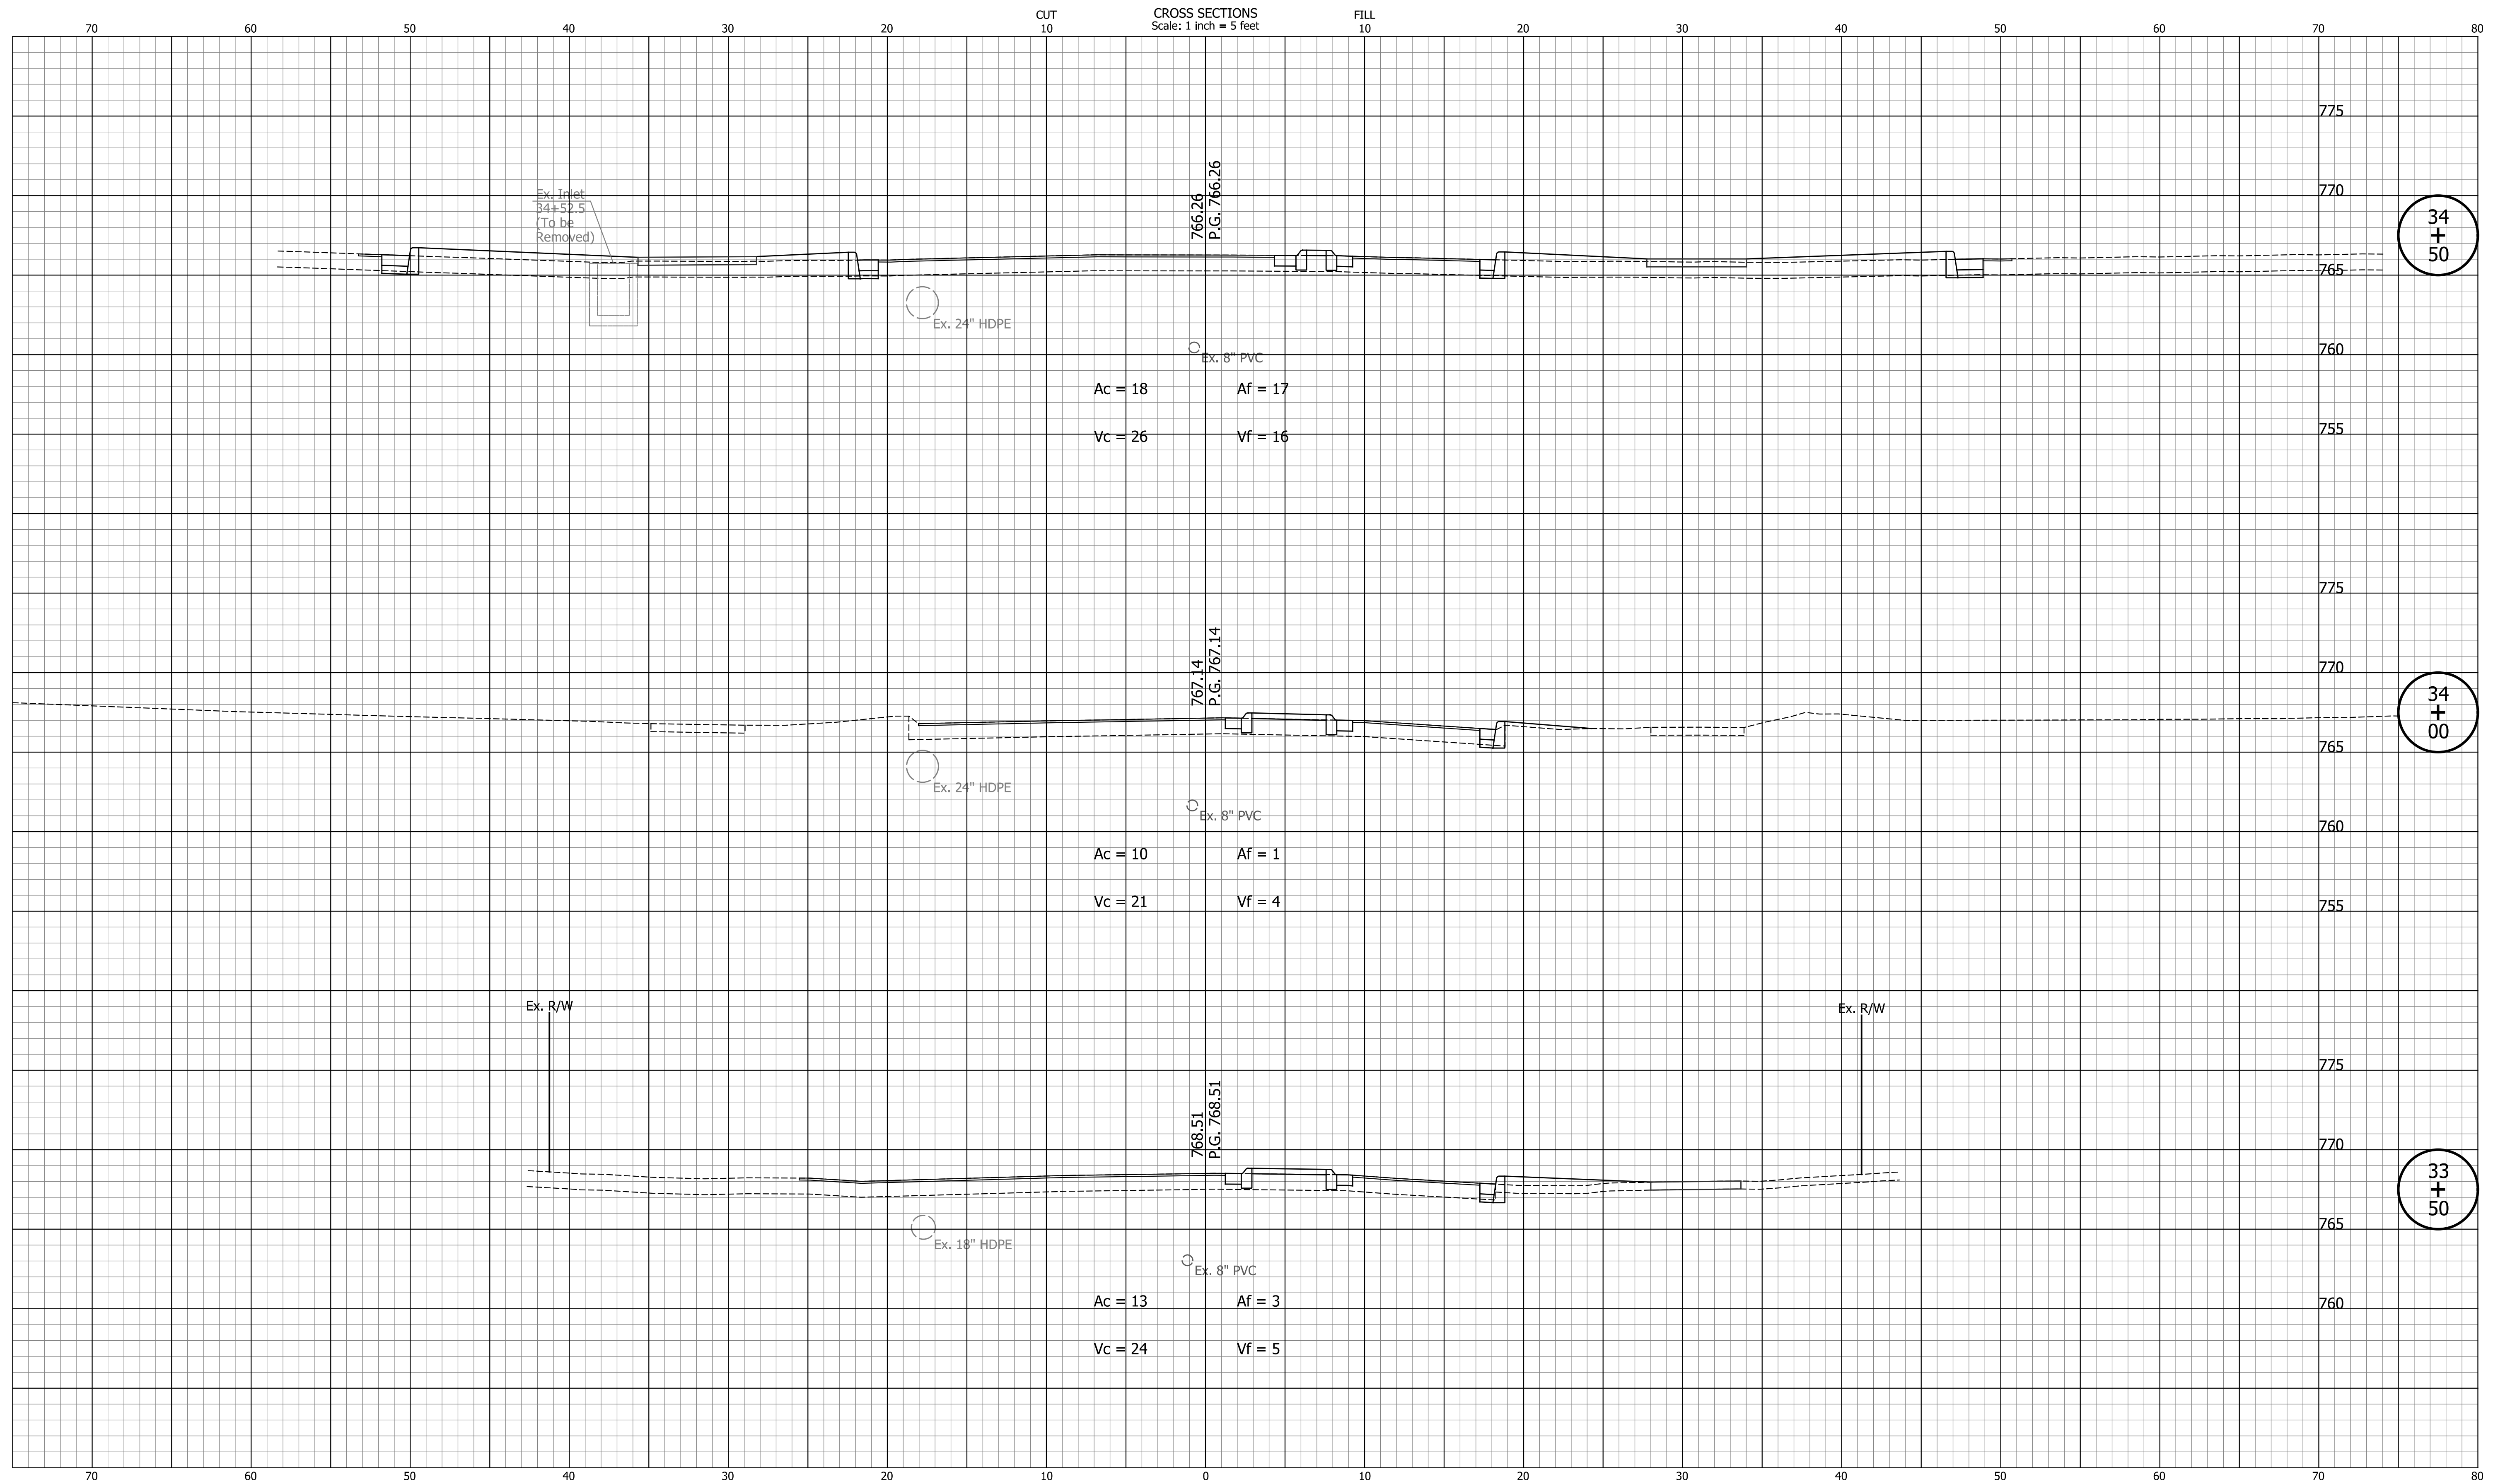 CUT
CROSS SECTIONS
FILL
Scale: 1 inch = 5 feet
70 60 50 40 30 20 10 0 10 20 30 40 50 60 70 80
775
770
765
760
755
766.26
P.G. 766.26
34
+
50
Ex. Inlet
34+52.5
(To be
Removed)
Ex. 24" HDPE
Ex. 8" PVC
Ac = 18
Af = 17
Vc = 26
Vf = 16
775
770
765
760
755
767.14
P.G. 767.14
34
+
00
Ex. 24" HDPE
Ex. 8" PVC
Ac = 10
Af = 1
Vc = 21
Vf = 4
Ex. R/W
Ex. R/W
775
770
765
760
768.51
P.G. 768.51
33
+
50
Ex. 18" HDPE
Ex. 8" PVC
Ac = 13
Af = 3
Vc = 24
Vf = 5
70 60 50 40 30 20 10 0 10 20 30 40 50 60 70 80